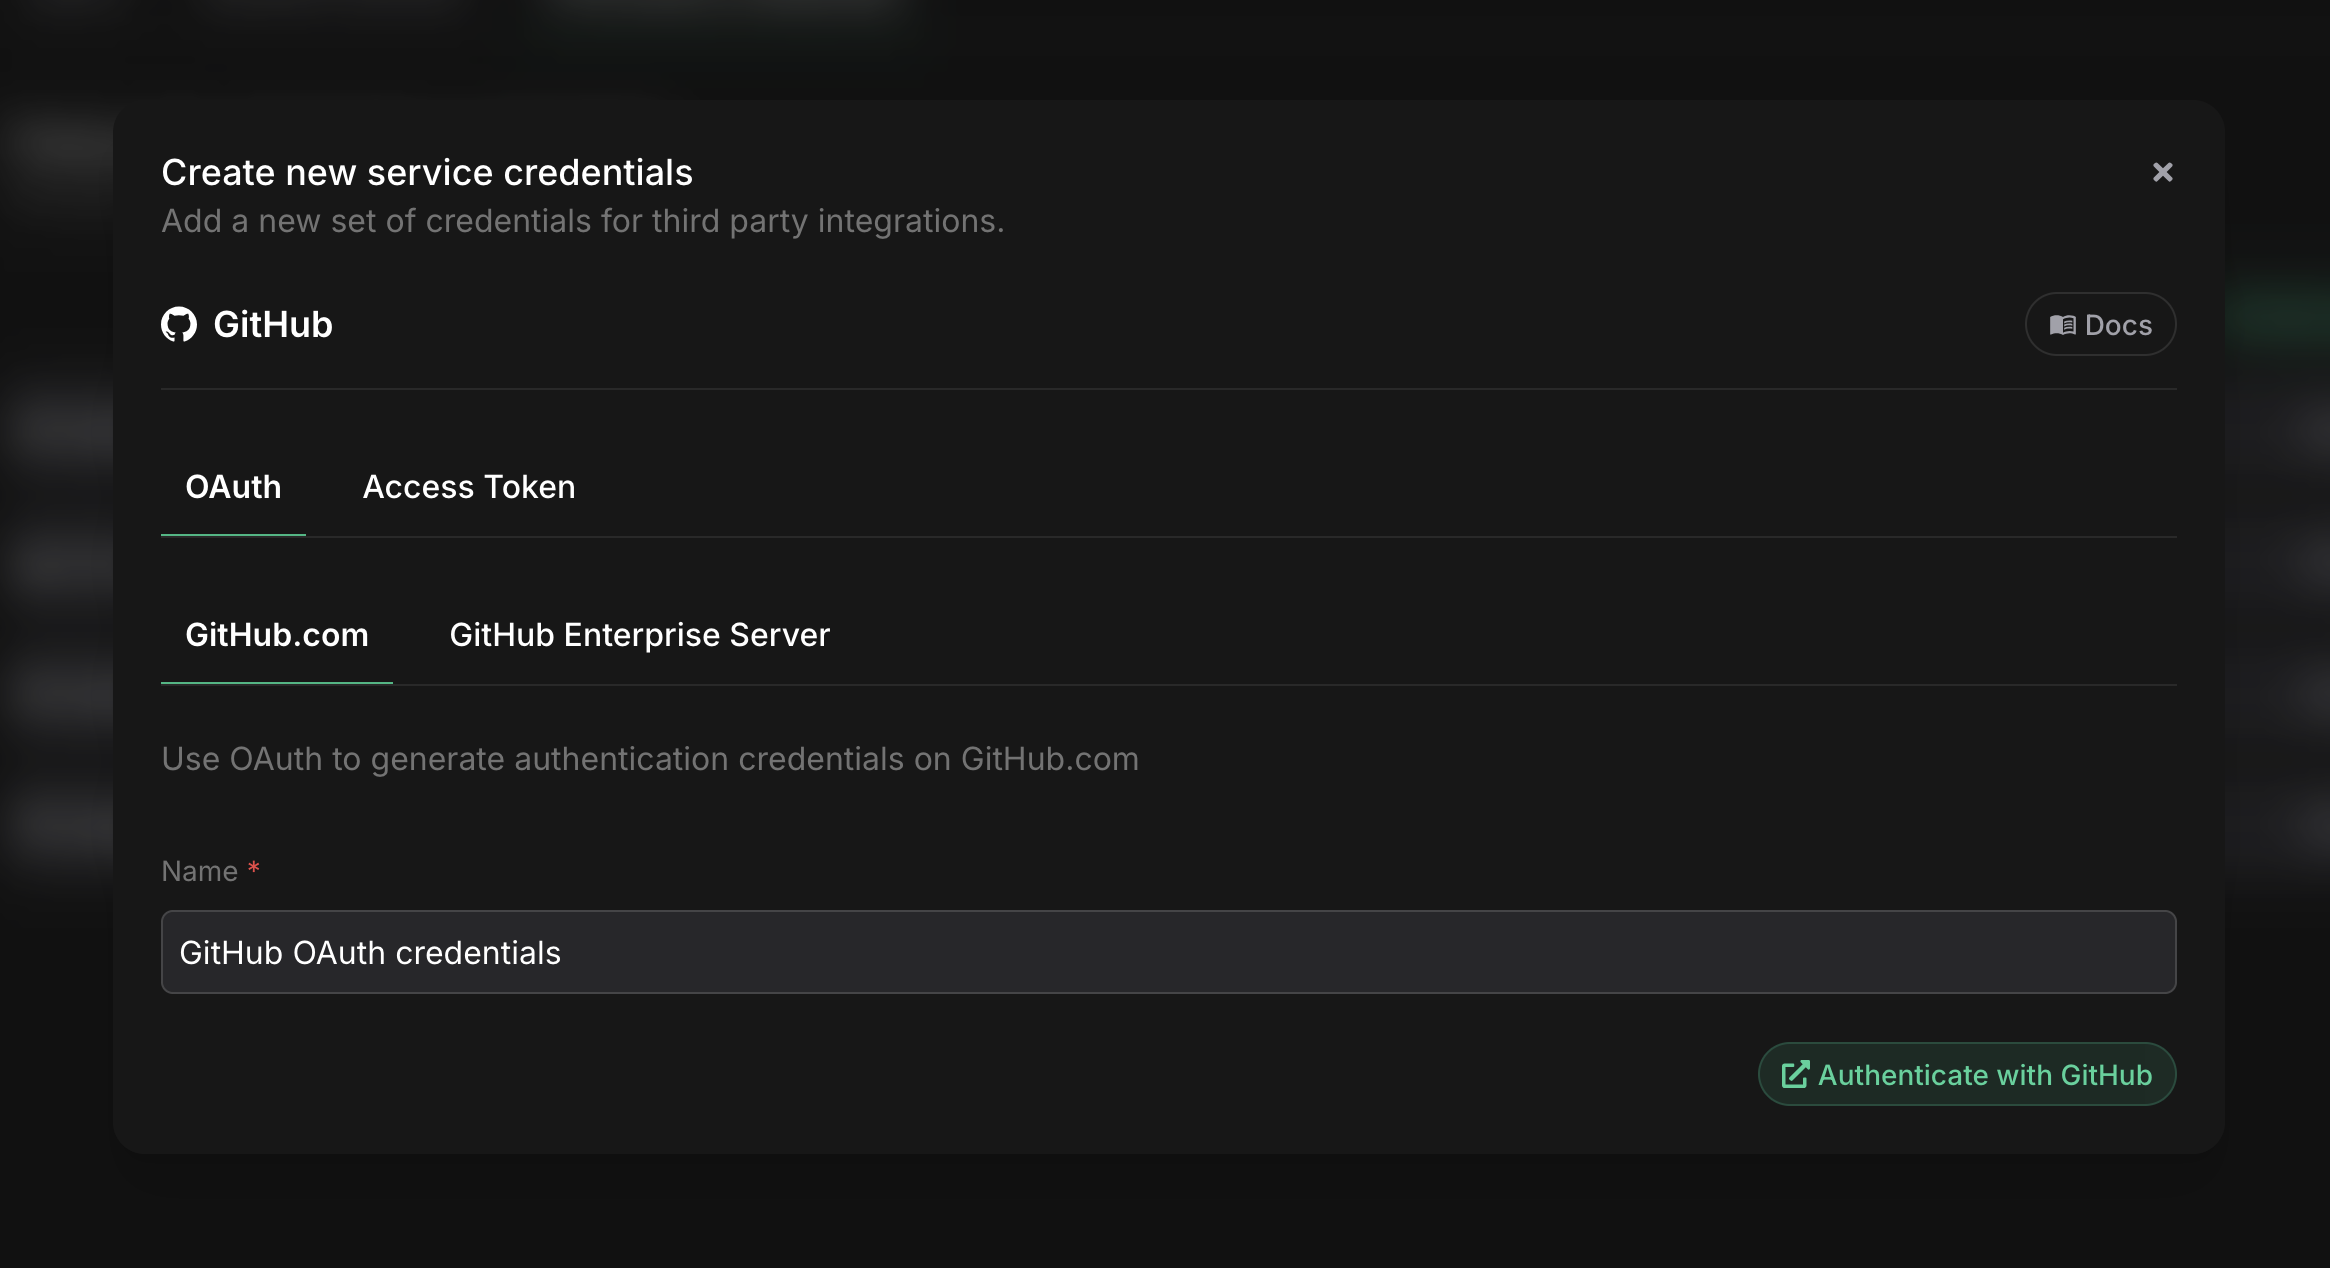 Create new service credentials
Add a new set of credentials for third party integrations.
GitHub
Docs
OAuth Access Token
GitHub.com GitHub Enterprise Server
Use OAuth to generate authentication credentials on GitHub.com
Name *
GitHub OAuth credentials
Authenticate with GitHub